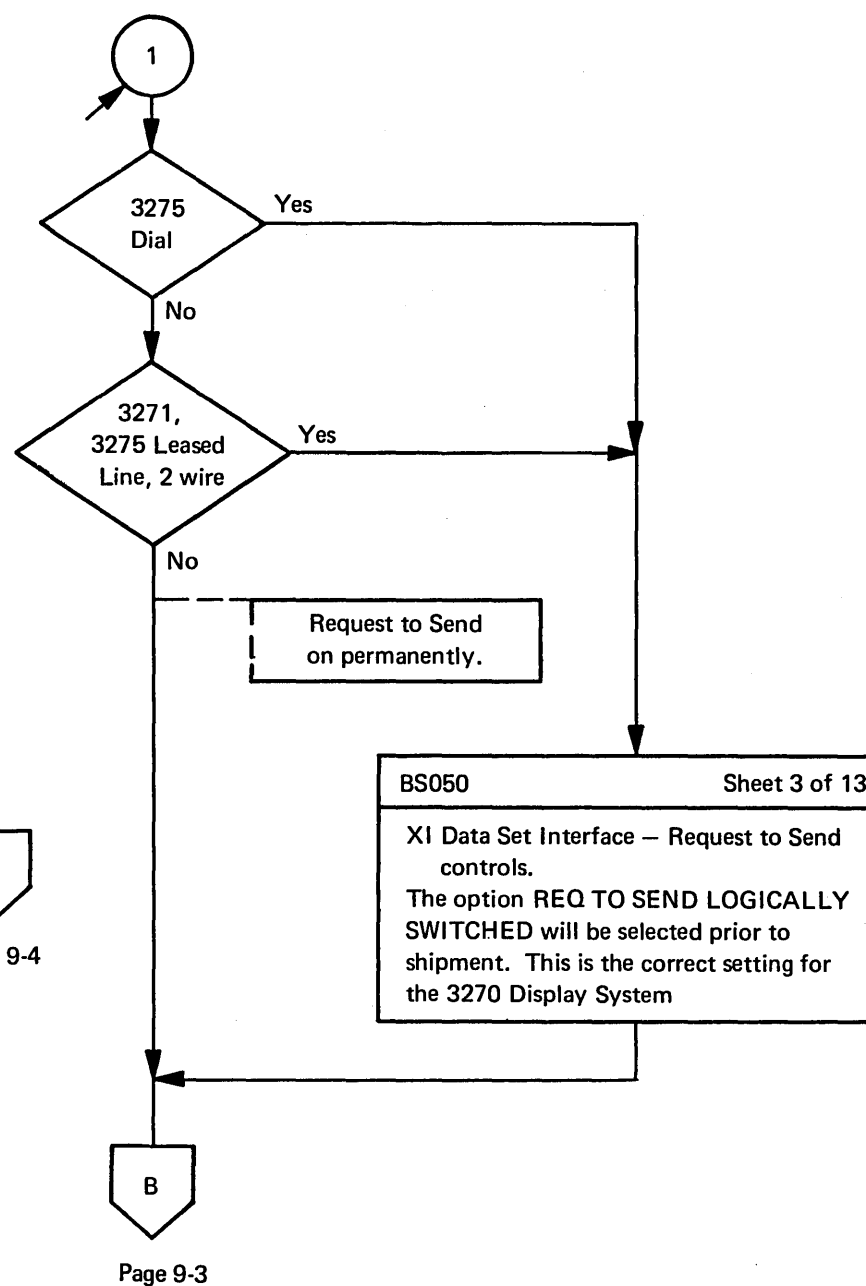 1
3275
Dial
Yes
No
3271,
3275 Leased
Line, 2 wire
Yes
No
Request to Send
on permanently.
BS050 Sheet 3 of 13
XI Data Set Interface – Request to Send
controls.
The option REQ TO SEND LOGICALLY
SWITCHED will be selected prior to
shipment. This is the correct setting for
the 3270 Display System
9-4
B
Page 9-3